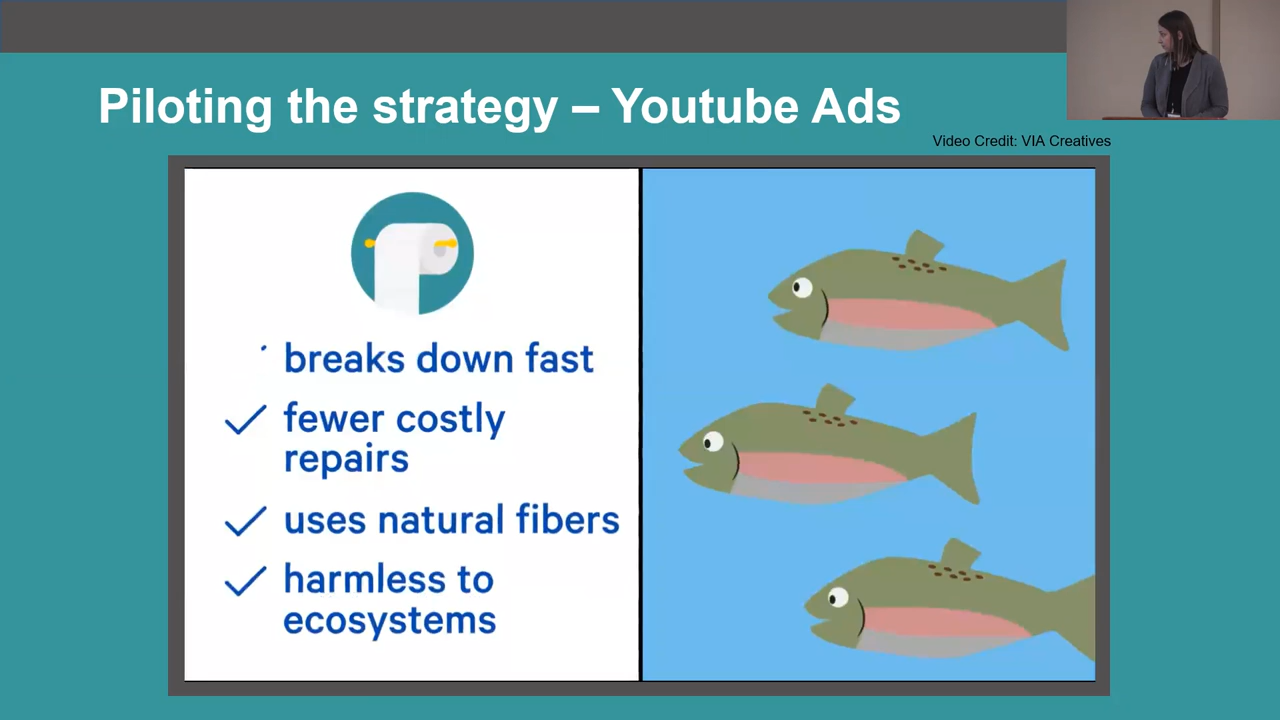 Piloting the strategy – Youtube Ads
Video Credit: VIA Creatives
breaks down fast
fewer costly
repairs
uses natural fibers
harmless to
ecosystems